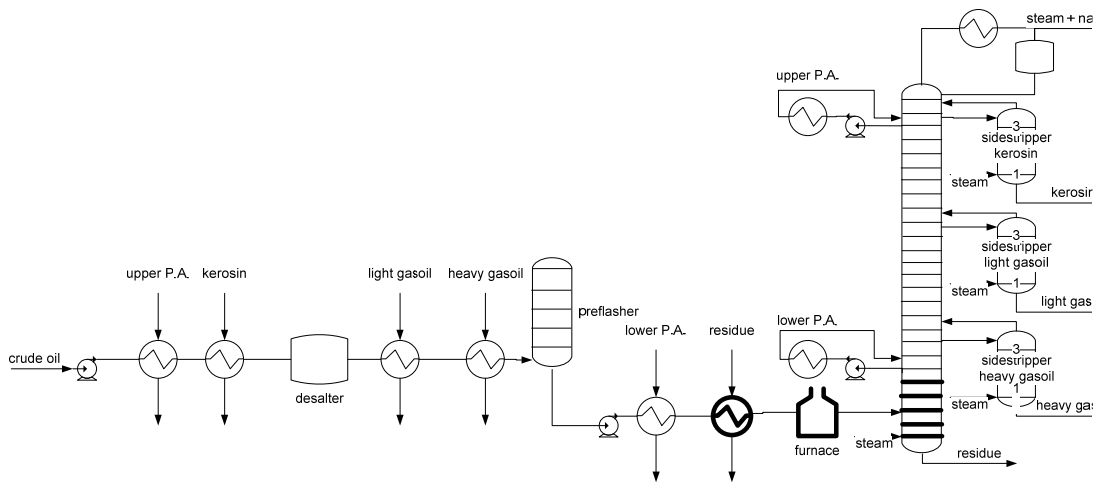 steam + na
upper P.A.
3
sidestripper
kerosin
1
steam
kerosin
3
sidestripper
light gasoil
1
steam
light gas
upper P.A.
kerosin
light gasoil
heavy gasoil
preflasher
lower P.A.
residue
lower P.A.
3
sidestripper
heavy gasoil
1
steam
heavy gas
crude oil
desalter
furnace
steam
residue